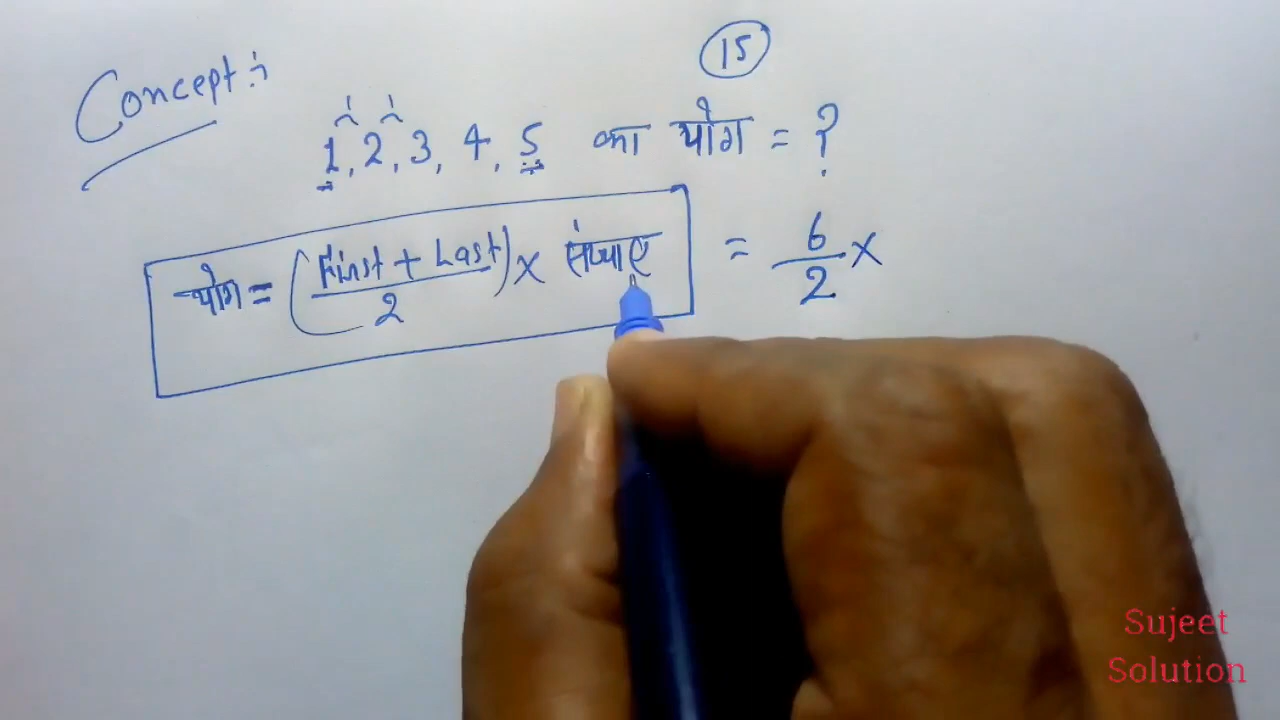 15
Concept :-
1, 2, 3, 4, 5 का योग = ?
योग = (First + Last / 2) × संख्याए = 6/2 ×
Sujeet
Solution